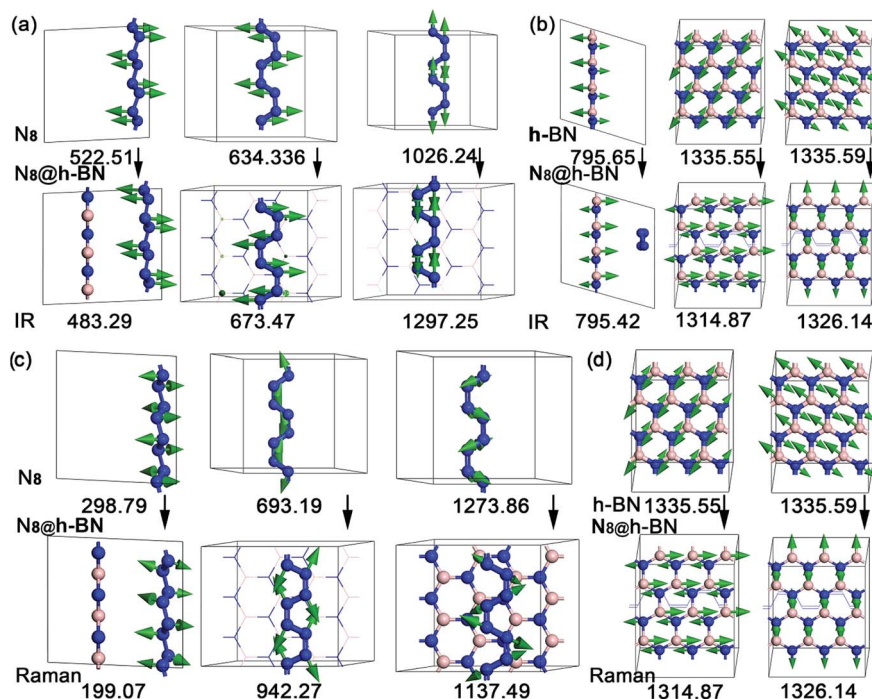 (a)
N8
522.51 634.336 1026.24
N8@h-BN
IR 483.29 673.47 1297.25
(b)
h-BN
795.65 1335.55 1335.59
N8@h-BN
IR 795.42 1314.87 1326.14
(c)
N8
298.79 693.19 1273.86
N8@h-BN
Raman
199.07 942.27 1137.49
(d)
h-BN 1335.55 1335.59
N8@h-BN
Raman 1314.87 1326.14